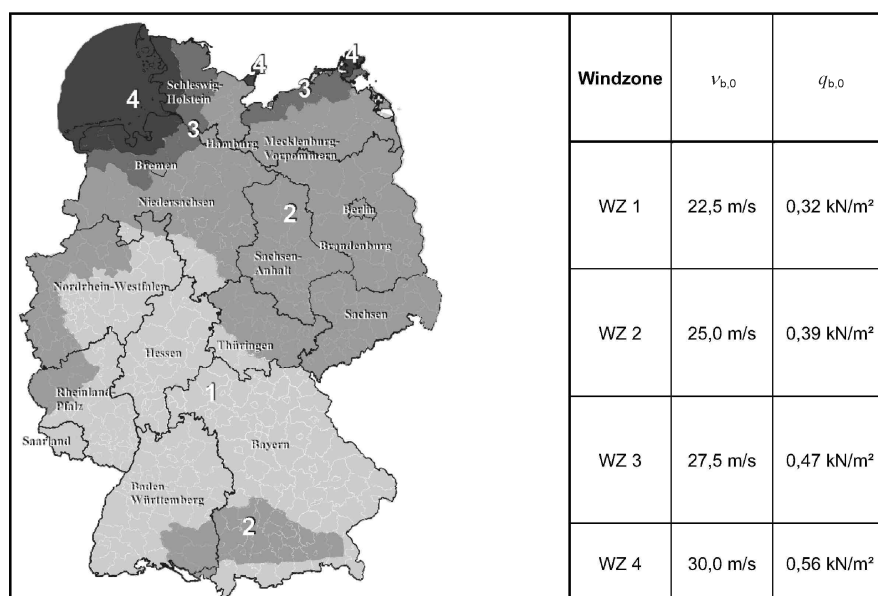 4
4
4
Schleswig-
Holstein
3
3
Hamburg
Mecklenburg-
Vorpommern
Bremen
Niedersachsen
2
Berlin
Brandenburg
Sachsen-
Anhalt
Nordrhein-Westfalen
Sachsen
Thüringen
Hessen
Rheinland-
Pfalz
1
Saarland
Bayern
Baden-
Württemberg
2
Windzone νb,0 qb,0
WZ 1 22,5 m/s 0,32 kN/m²
WZ 2 25,0 m/s 0,39 kN/m²
WZ 3 27,5 m/s 0,47 kN/m²
WZ 4 30,0 m/s 0,56 kN/m²